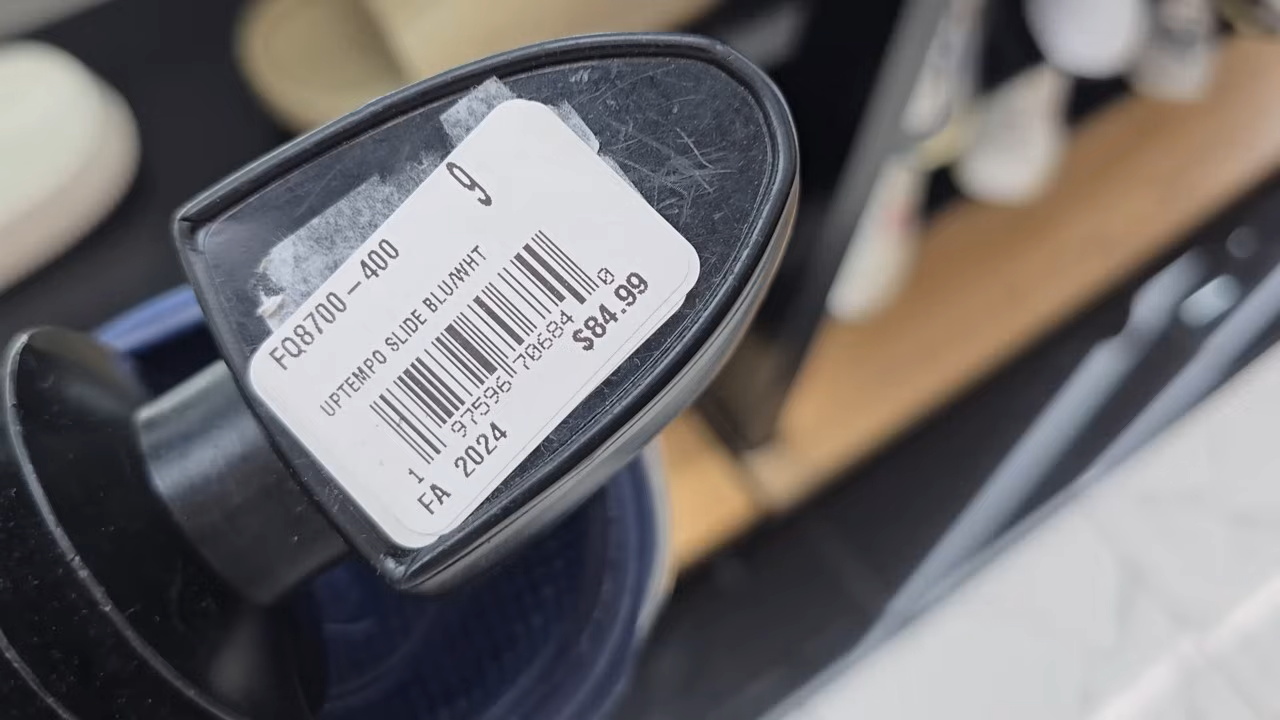 9
FQ8700-400
UPTEMPO SLIDE BLU/WHT
1 97596 70684 0
$84.99
FA 2024